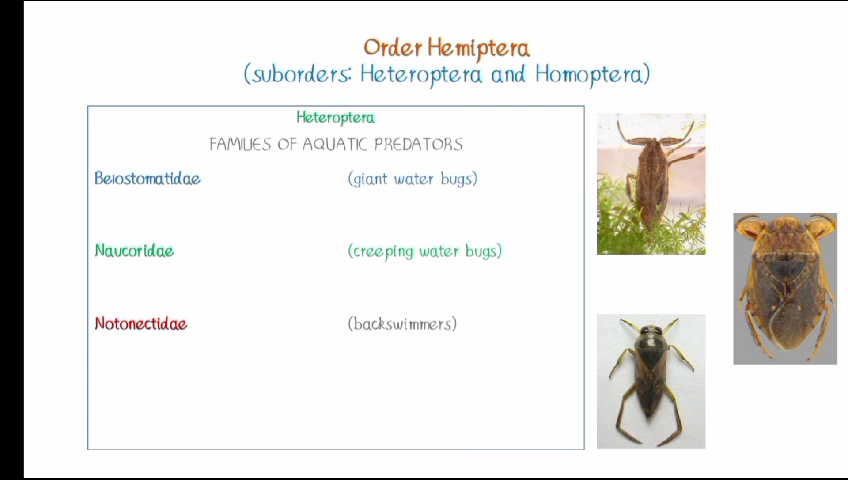 Order Hemiptera
(suborders: Heteroptera and Homoptera)
Heteroptera
FAMILIES OF AQUATIC PREDATORS
Belostomatidae (giant water bugs)
Naucoridae (creeping water bugs)
Notonectidae (backswimmers)